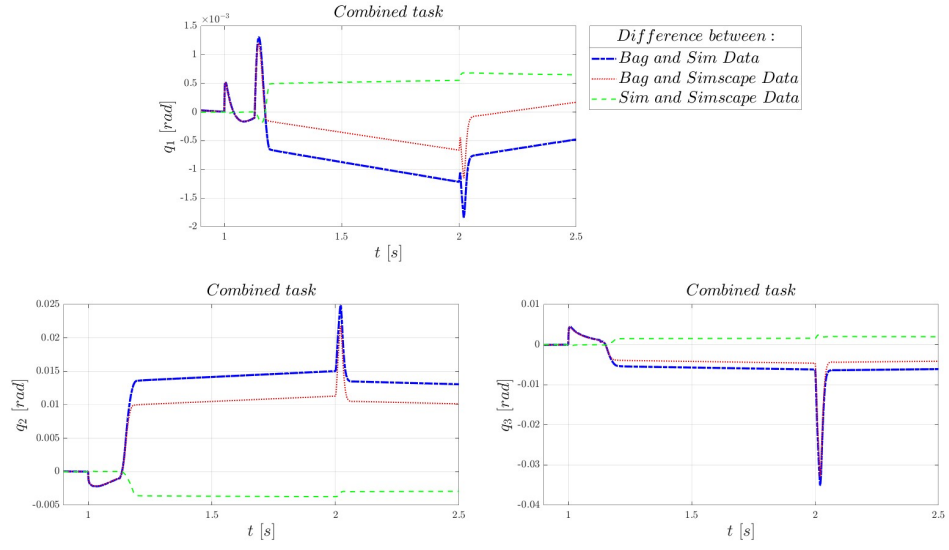 Combined task
×10⁻³
1.5
1
0.5
0
-0.5
-1
-1.5
-2
q₁ [rad]
1
1.5
2
2.5
t [s]
Difference between :
Bag and Sim Data
Bag and Simscape Data
Sim and Simscape Data
Combined task
0.025
0.02
0.015
0.01
0.005
0
-0.005
q₂ [rad]
1
1.5
2
2.5
t [s]
Combined task
0.01
0
-0.01
-0.02
-0.03
-0.04
q₃ [rad]
1
1.5
2
2.5
t [s]